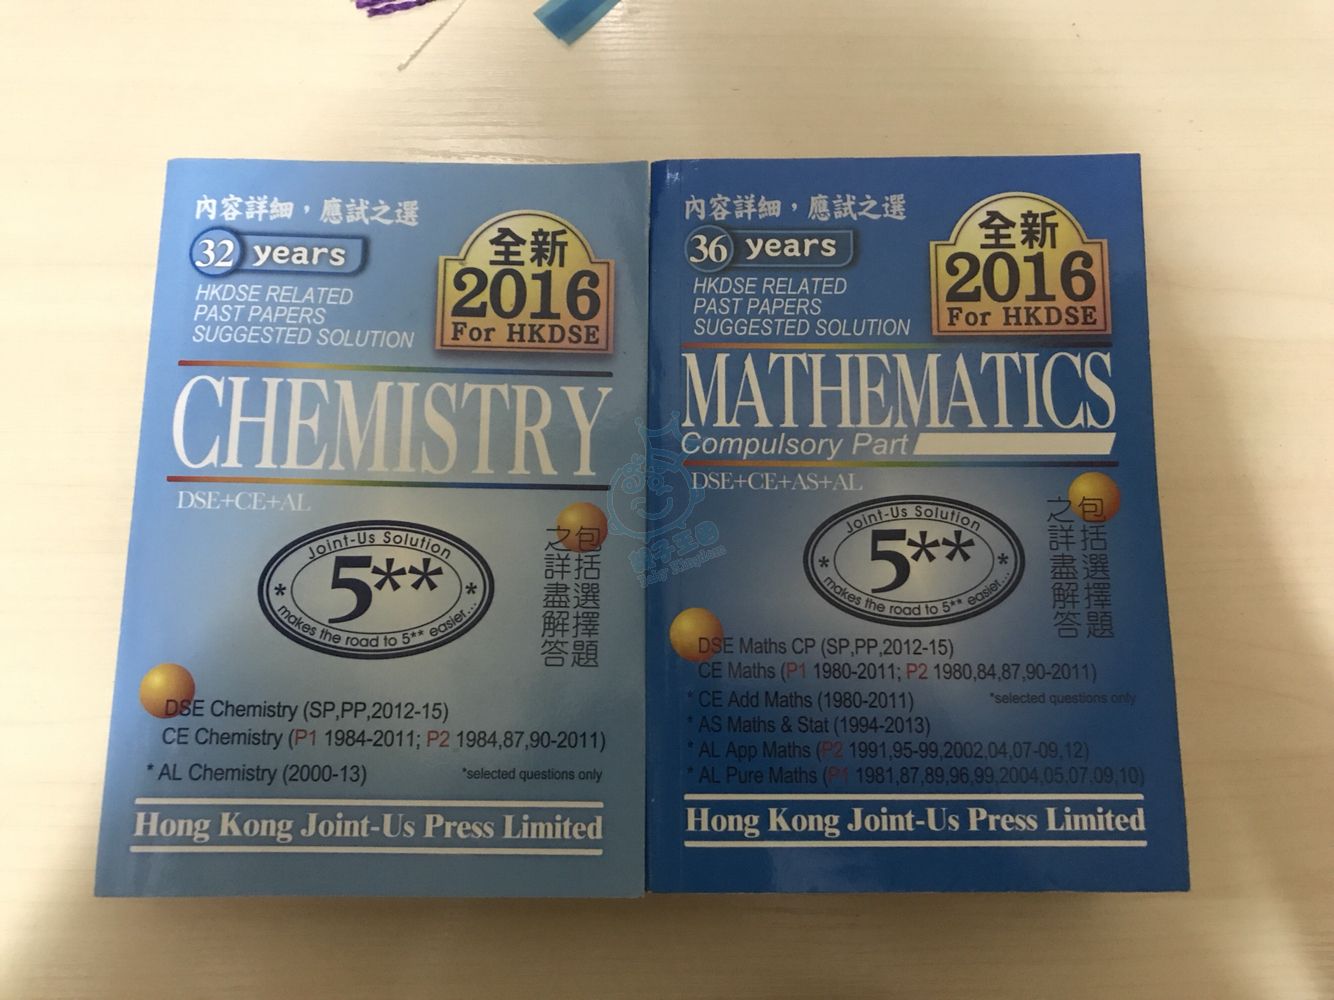 內容詳細，應試之選
32 years
HKDSE RELATED
PAST PAPERS
SUGGESTED SOLUTION
全新
2016
For HKDSE
CHEMISTRY
DSE+CE+AL
Joint-Us Solution
5**
* makes the road to 5** easier... *
包括選擇題
之詳盡解答
DSE Chemistry (SP,PP,2012-15)
CE Chemistry (P1 1984-2011; P2 1984,87,90-2011)
* AL Chemistry (2000-13)
*selected questions only
Hong Kong Joint-Us Press Limited
內容詳細，應試之選
36 years
HKDSE RELATED
PAST PAPERS
SUGGESTED SOLUTION
全新
2016
For HKDSE
MATHEMATICS
Compulsory Part
DSE+CE+AS+AL
Joint-Us Solution
5**
* makes the road to 5** easier... *
包括選擇題
之詳盡解答
DSE Maths CP (SP,PP,2012-15)
CE Maths (P1 1980-2011; P2 1980,84,87,90-2011)
* CE Add Maths (1980-2011)
*selected questions only
* AS Maths & Stat (1994-2013)
* AL App Maths (P2 1991,95-99,2002,04,07-09,12)
* AL Pure Maths (P1 1981,87,89,96,99,2004,05,07,09,10)
Hong Kong Joint-Us Press Limited
親子王國
Baby Kingdom